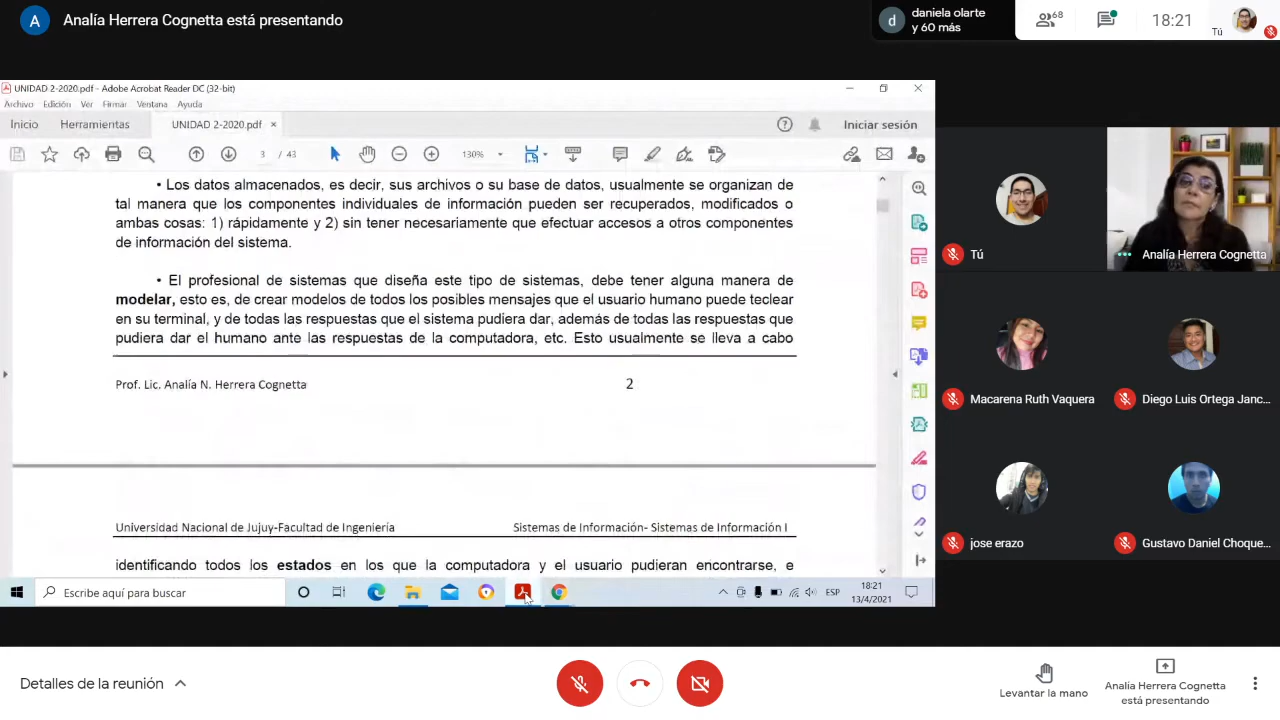 A
Analía Herrera Cognetta está presentando
d
daniela olarte
y 60 más
68
18:21
Tú
UNIDAD 2-2020.pdf - Adobe Acrobat Reader DC (32-bit)
Archivo Edición Ver Firmar Ventana Ayuda
Inicio Herramientas UNIDAD 2-2020.pdf × Iniciar sesión
3 / 43 130%
• Los datos almacenados, es decir, sus archivos o su base de datos, usualmente se organizan de
tal manera que los componentes individuales de información pueden ser recuperados, modificados o
ambas cosas: 1) rápidamente y 2) sin tener necesariamente que efectuar accesos a otros componentes
de información del sistema.
• El profesional de sistemas que diseña este tipo de sistemas, debe tener alguna manera de
modelar, esto es, de crear modelos de todos los posibles mensajes que el usuario humano puede teclear
en su terminal, y de todas las respuestas que el sistema pudiera dar, además de todas las respuestas que
pudiera dar el humano ante las respuestas de la computadora, etc. Esto usualmente se lleva a cabo
Prof. Lic. Analía N. Herrera Cognetta 2
Universidad Nacional de Jujuy-Facultad de Ingeniería Sistemas de Información- Sistemas de Información I
identificando todos los estados en los que la computadora y el usuario pudieran encontrarse, e
Escribe aquí para buscar
ESP
18:21
13/4/2021
Tú
Analía Herrera Cognetta
Macarena Ruth Vaquera
Diego Luis Ortega Janc...
jose erazo
Gustavo Daniel Choque...
Detalles de la reunión
Levantar la mano
Analía Herrera Cognetta
está presentando